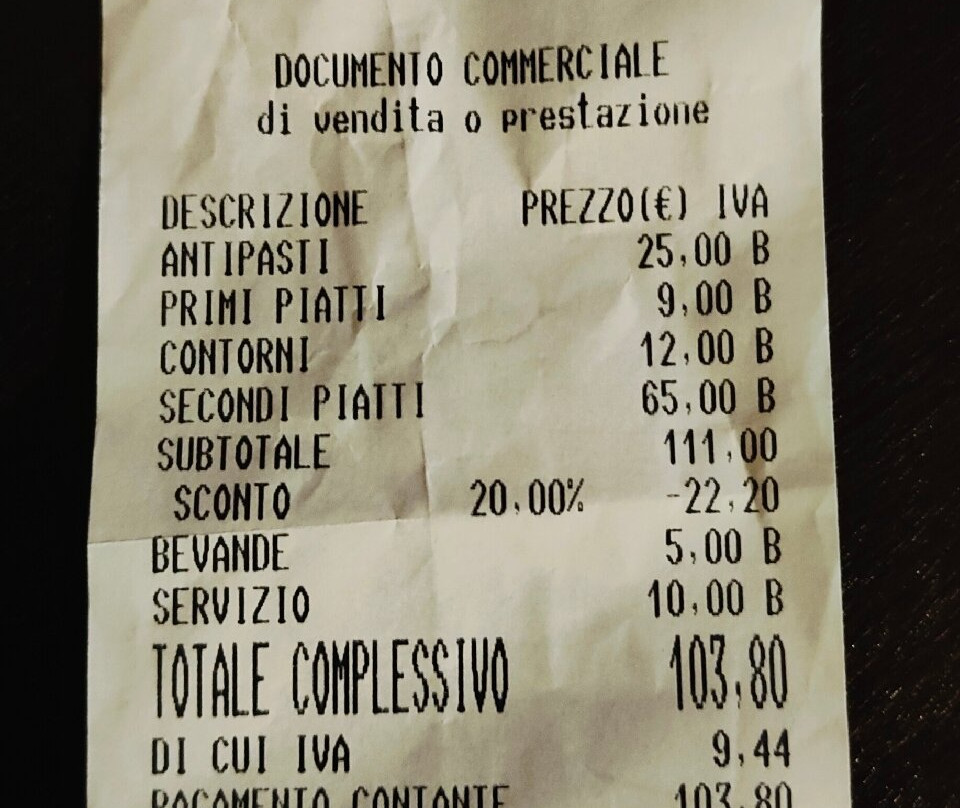 DOCUMENTO COMMERCIALE
di vendita o prestazione
DESCRIZIONE PREZZO(€) IVA
ANTIPASTI 25,00 B
PRIMI PIATTI 9,00 B
CONTORNI 12,00 B
SECONDI PIATTI 65,00 B
SUBTOTALE 111,00
SCONTO 20,00% -22,20
BEVANDE 5,00 B
SERVIZIO 10,00 B
TOTALE COMPLESSIVO 103,80
DI CUI IVA 9,44
PAGAMENTO CONTANTE 103,80